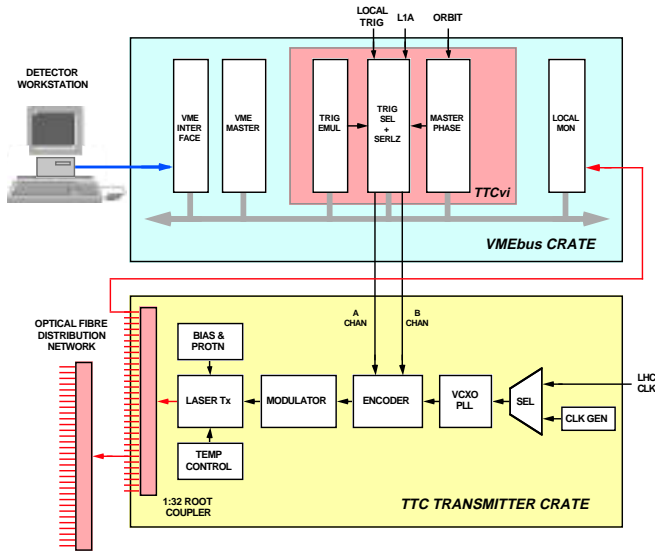 LOCAL
TRIG
L1A
ORBIT
DETECTOR
WORKSTATION
VME
INTER
FACE
VME
MASTER
TRIG
EMUL
TRIG
SEL
+
SERLZ
MASTER
PHASE
LOCAL
MON
TTCvi
VMEbus CRATE
A
CHAN
B
CHAN
OPTICAL FIBRE
DISTRIBUTION
NETWORK
BIAS &
PROTN
LASER Tx
MODULATOR
ENCODER
VCXO
PLL
SEL
LHC
CLK
CLK GEN
TEMP
CONTROL
1:32 ROOT
COUPLER
TTC TRANSMITTER CRATE